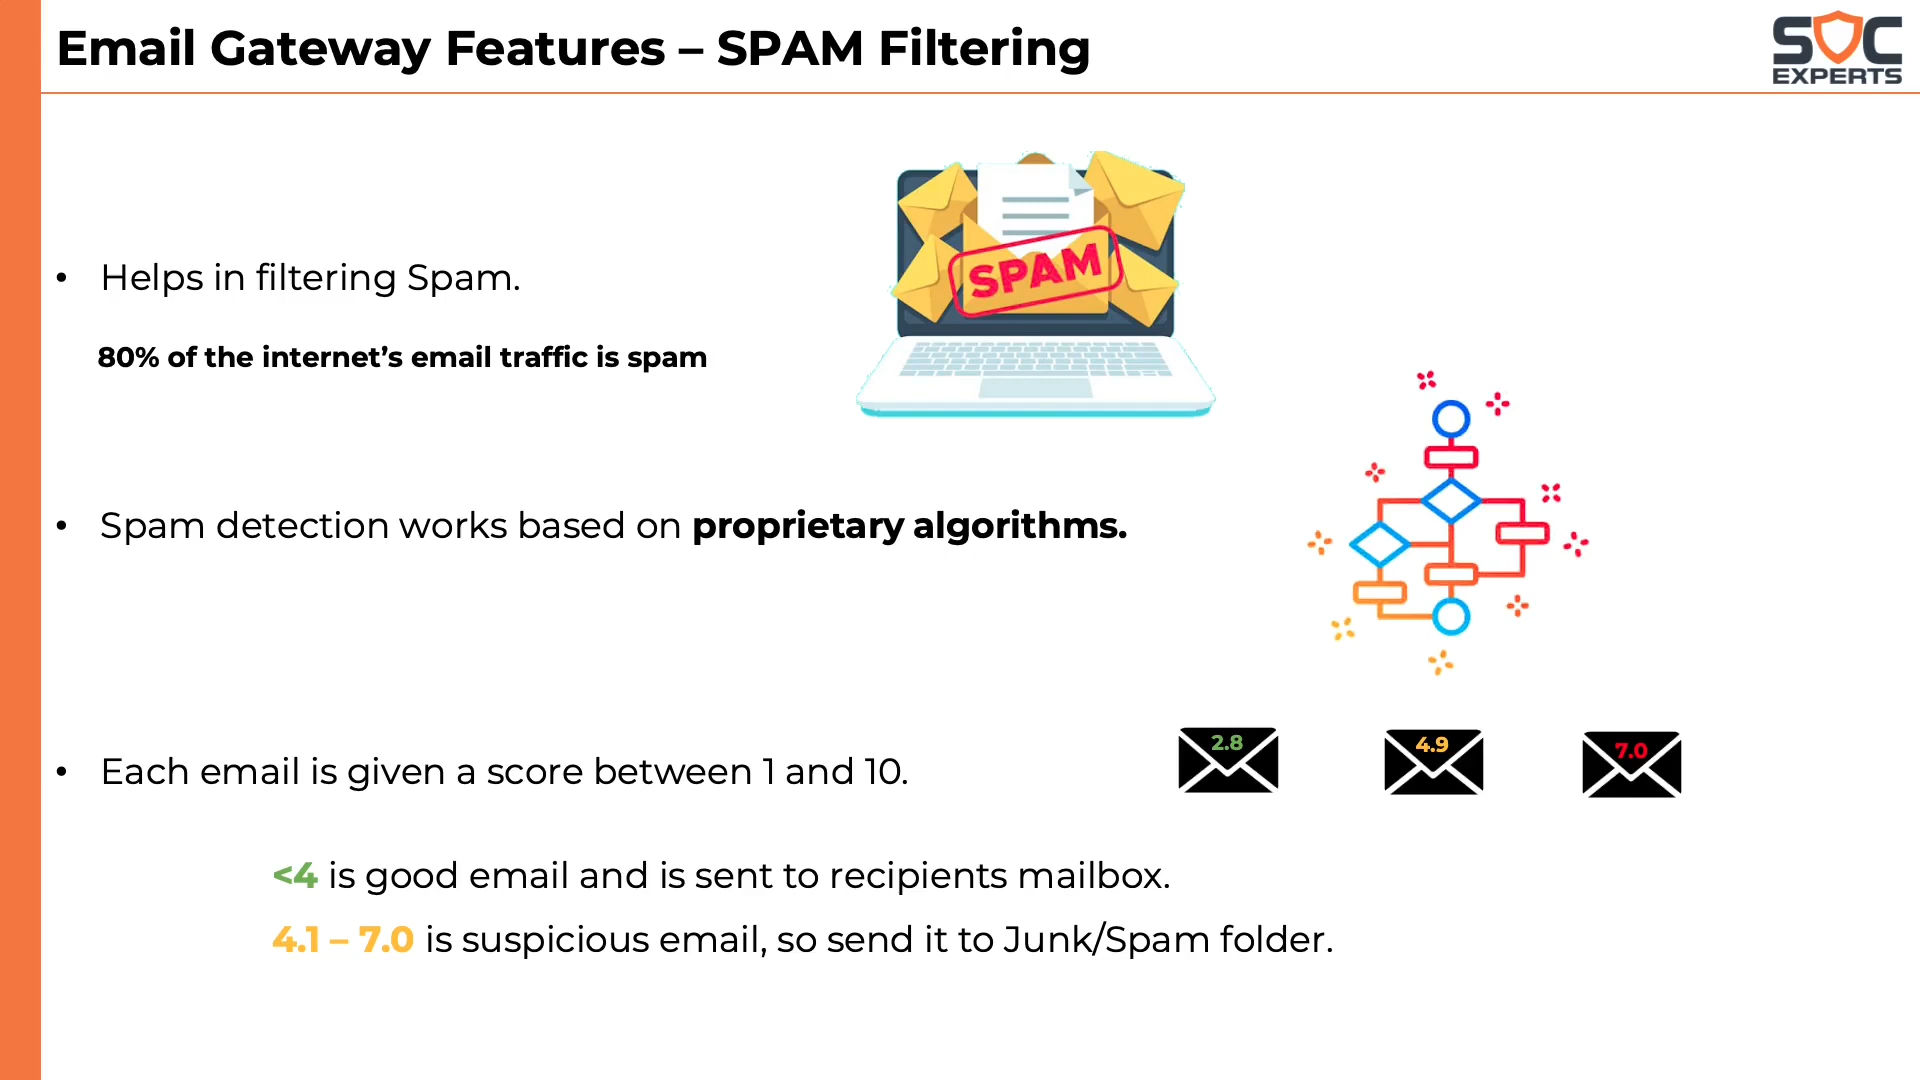 Email Gateway Features – SPAM Filtering
SOC
EXPERTS
SPAM
• Helps in filtering Spam.
80% of the internet’s email traffic is spam
• Spam detection works based on proprietary algorithms.
• Each email is given a score between 1 and 10.
2.8
4.9
7.0
<4 is good email and is sent to recipients mailbox.
4.1 – 7.0 is suspicious email, so send it to Junk/Spam folder.